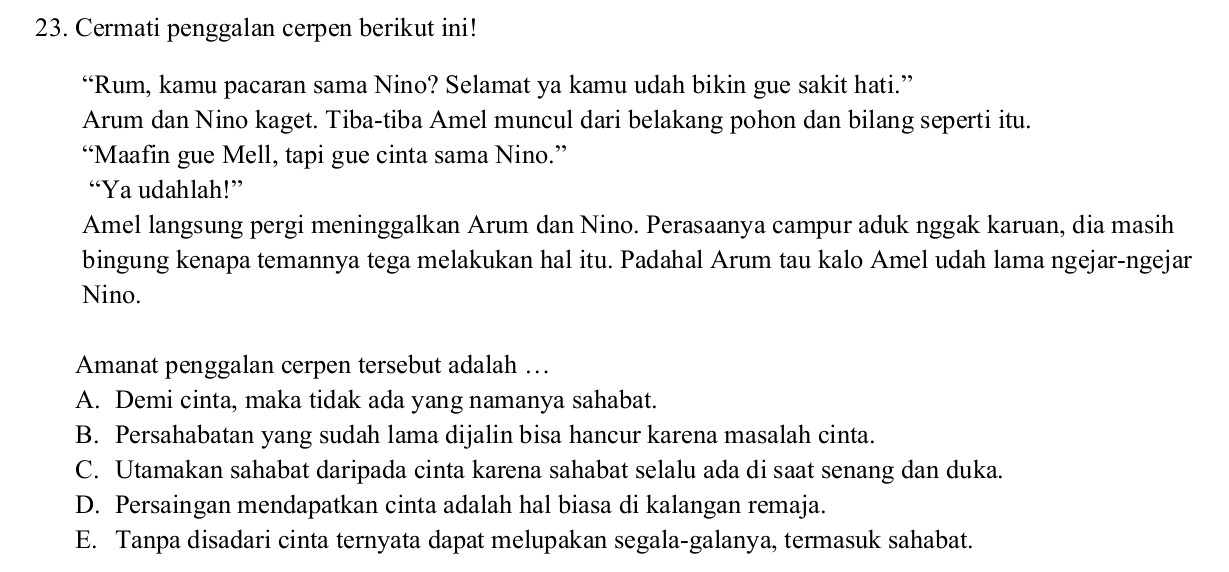 23. Cermati penggalan cerpen berikut ini!
“Rum, kamu pacaran sama Nino? Selamat ya kamu udah bikin gue sakit hati.”
Arum dan Nino kaget. Tiba-tiba Amel muncul dari belakang pohon dan bilang seperti itu.
“Maafin gue Mell, tapi gue cinta sama Nino.”
“Ya udahlah!”
Amel langsung pergi meninggalkan Arum dan Nino. Perasaanya campur aduk nggak karuan, dia masih
bingung kenapa temannya tega melakukan hal itu. Padahal Arum tau kalo Amel udah lama ngejar-ngejar
Nino.
Amanat penggalan cerpen tersebut adalah …
A. Demi cinta, maka tidak ada yang namanya sahabat.
B. Persahabatan yang sudah lama dijalin bisa hancur karena masalah cinta.
C. Utamakan sahabat daripada cinta karena sahabat selalu ada di saat senang dan duka.
D. Persaingan mendapatkan cinta adalah hal biasa di kalangan remaja.
E. Tanpa disadari cinta ternyata dapat melupakan segala-galanya, termasuk sahabat.